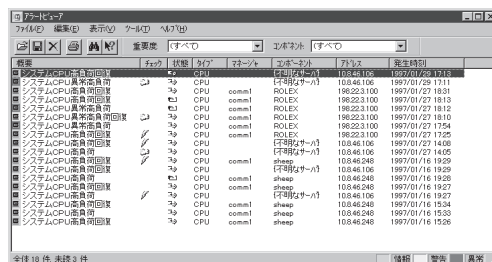 アラートビューア
ファイル(F) 編集(E) 表示(V) ツール(T) ヘルプ(H)
重要度 (すべて) コンポーネント (すべて)
概要 チェック 状態 タイプ マネージャ コンポーネント アドレス 発生時刻
システムCPU高負荷回復 CPU (不明なサーバ) 10.8.46.106 1997/01/29 17:13
システムCPU異常高負荷 CPU (不明なサーバ) 10.8.46.106 1997/01/29 17:11
システムCPU高負荷回復 CPU comm1 ROLEX 198.22.3.100 1997/01/27 18:31
システムCPU高負荷回復 CPU comm1 ROLEX 198.22.3.100 1997/01/27 18:13
システムCPU異常高負荷 CPU comm1 ROLEX 198.22.3.100 1997/01/27 18:12
システムCPU異常高負荷回復 CPU comm1 ROLEX 198.22.3.100 1997/01/27 18:10
システムCPU異常高負荷 CPU comm1 ROLEX 198.22.3.100 1997/01/27 17:54
システムCPU高負荷回復 CPU comm1 ROLEX 198.22.3.100 1997/01/27 17:25
システムCPU高負荷回復 CPU (不明なサーバ) 10.8.46.106 1997/01/27 14:08
システムCPU高負荷 CPU (不明なサーバ) 10.8.46.106 1997/01/27 14:05
システムCPU高負荷回復 CPU comm1 sheep 10.8.46.248 1997/01/16 19:29
システムCPU高負荷 CPU comm1 sheep 10.8.46.248 1997/01/16 19:28
システムCPU高負荷回復 CPU comm1 sheep 10.8.46.248 1997/01/16 19:27
システムCPU高負荷 CPU (不明なサーバ) 10.8.46.106 1997/01/16 19:27
システムCPU高負荷回復 CPU comm1 sheep 10.8.46.106 1997/01/16 15:34
システムCPU高負荷 CPU comm1 sheep 10.8.46.248 1997/01/16 15:33
システムCPU高負荷回復 CPU comm1 sheep 10.8.46.248 1997/01/16 15:26
全体 18 件, 未読 3 件 情報 警告 異常